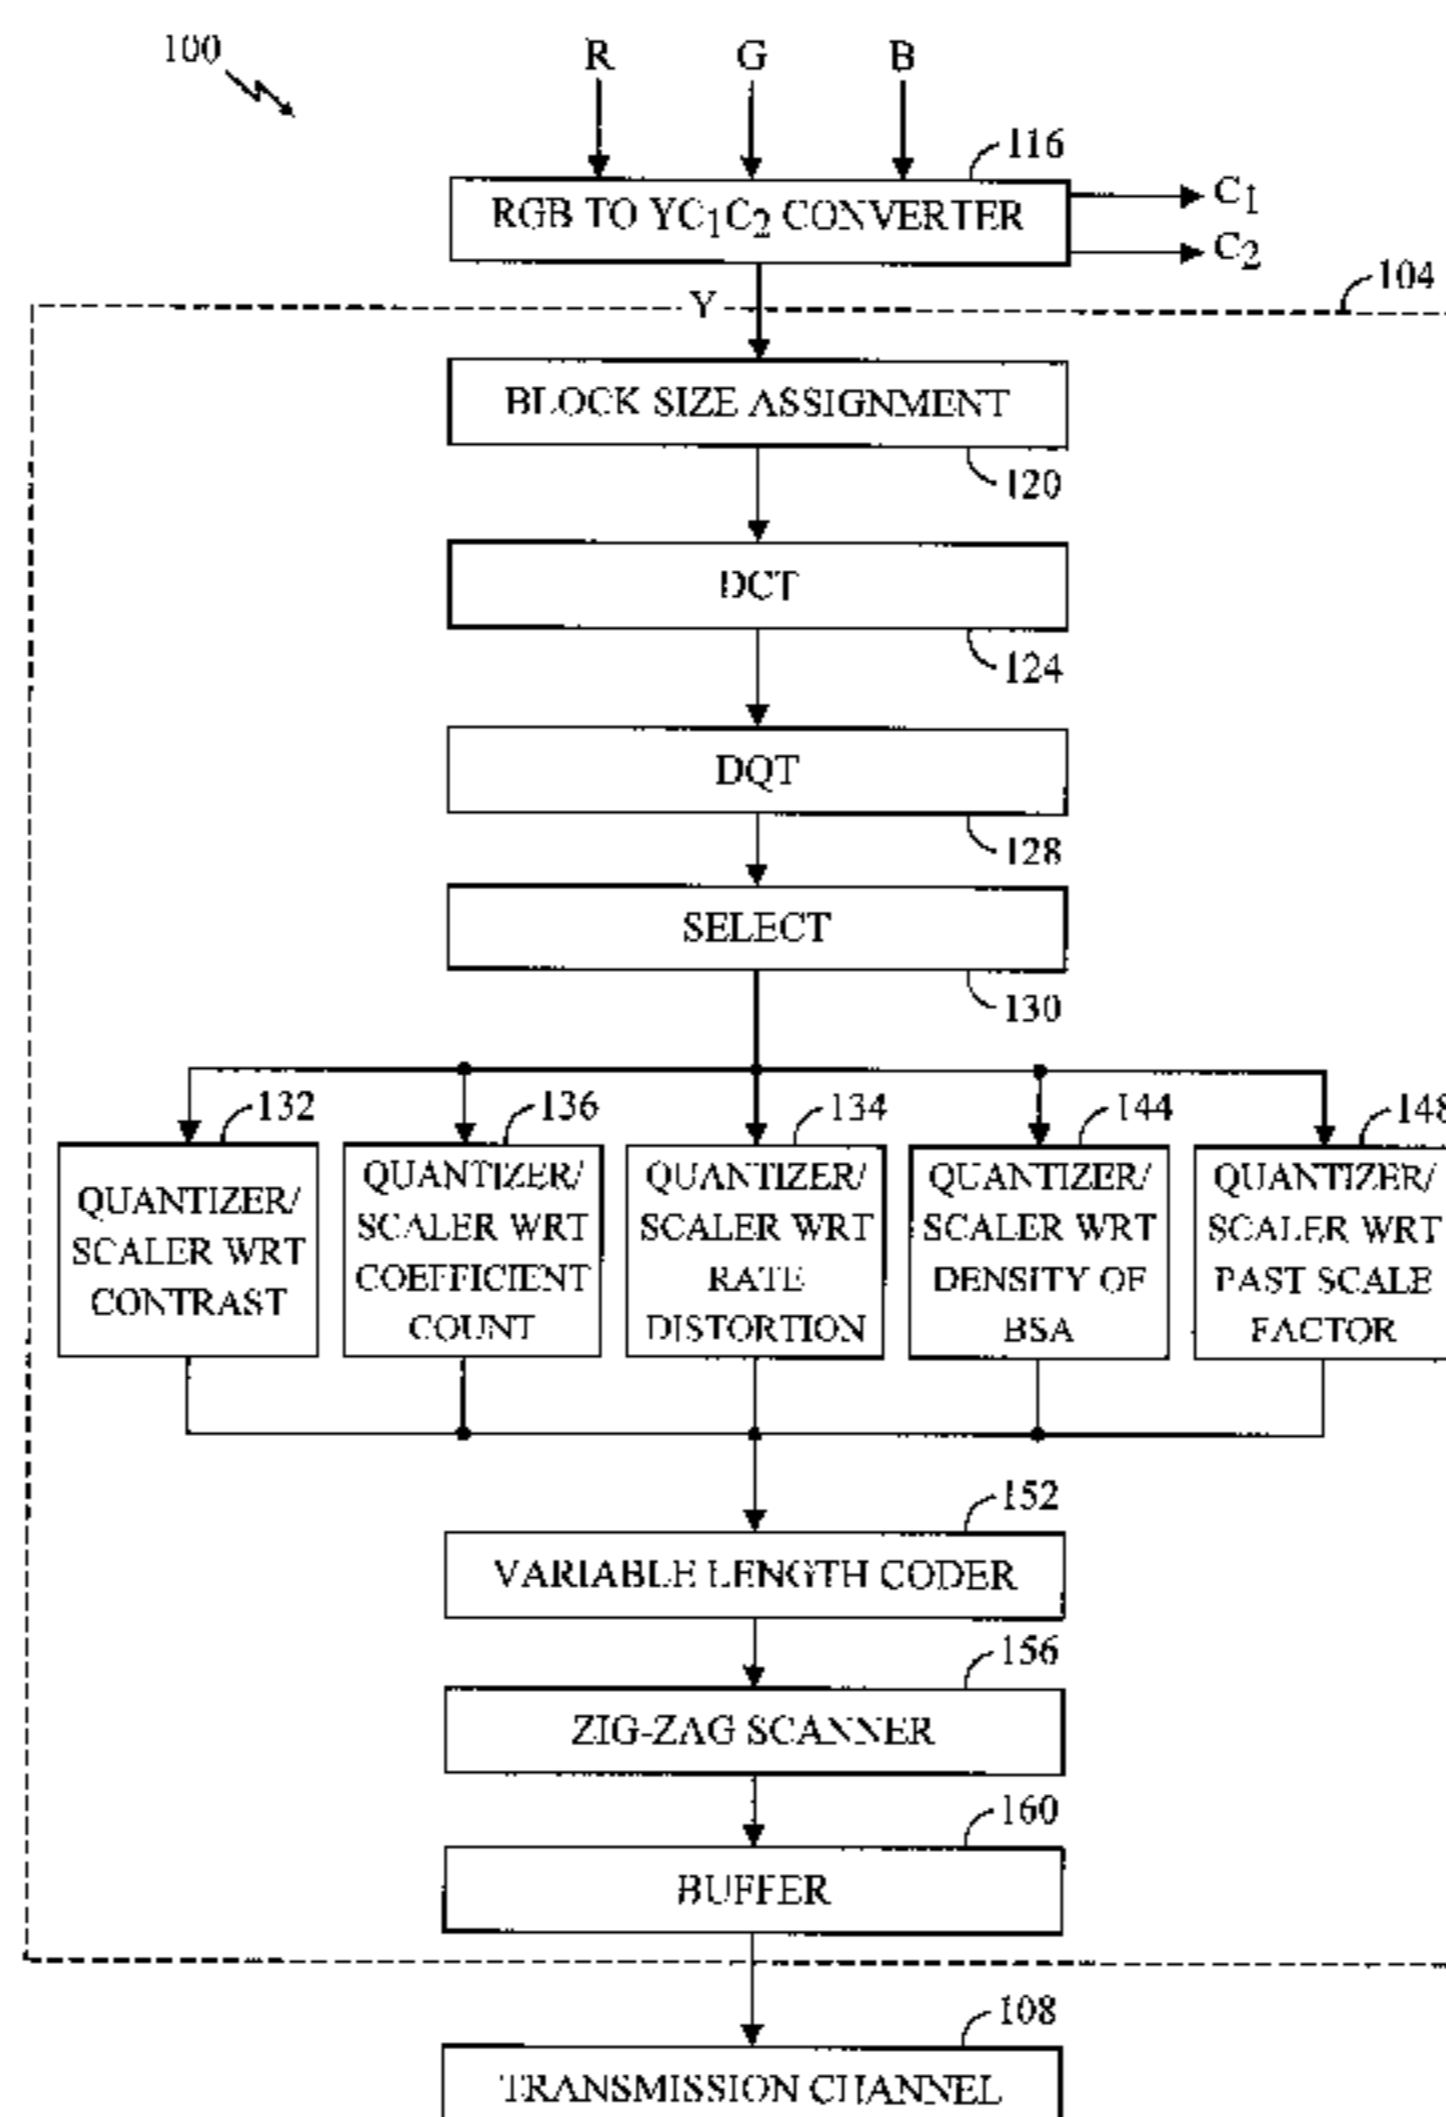 100
R G B
116
RGB TO YC1C2 CONVERTER
C1
C2
104
Y
BLOCK SIZE ASSIGNMENT
120
DCT
124
DQT
128
SELECT
130
132
136
134
144
148
QUANTIZER/
SCALER WRT
CONTRAST
QUANTIZER/
SCALER WRT
COEFFICIENT
COUNT
QUANTIZER/
SCALER WRT
RATE
DISTORTION
QUANTIZER/
SCALER WRT
DENSITY OF
BSA
QUANTIZER/
SCALER WRT
PAST SCALE
FACTOR
152
VARIABLE LENGTH CODER
156
ZIG-ZAG SCANNER
160
BUFFER
108
TRANSMISSION CHANNEL